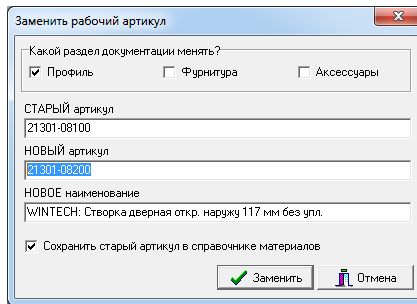 Заменить рабочий артикул
Какой раздел документации менять?
Профиль Фурнитура Аксессуары
СТАРЫЙ артикул
21301-08100
НОВЫЙ артикул
21301-08200
НОВОЕ наименование
WINTECH: Створка дверная откр. наружу 117 мм без упл.
Сохранить старый артикул в справочнике материалов
Заменить Отмена